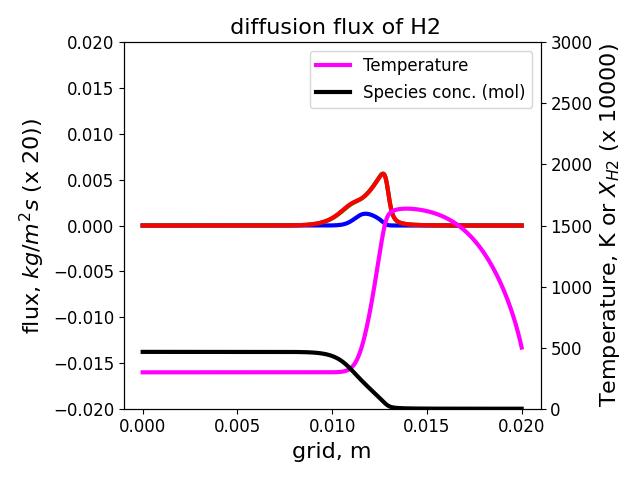 diffusion flux of H2
flux, kg/m²s (x 20))
0.020
0.015
0.010
0.005
0.000
−0.005
−0.010
−0.015
−0.020
Temperature
Species conc. (mol)
3000
2500
2000
1500
1000
500
0
Temperature, K or X_{H2} (x 10000)
0.000 0.005 0.010 0.015 0.020
grid, m